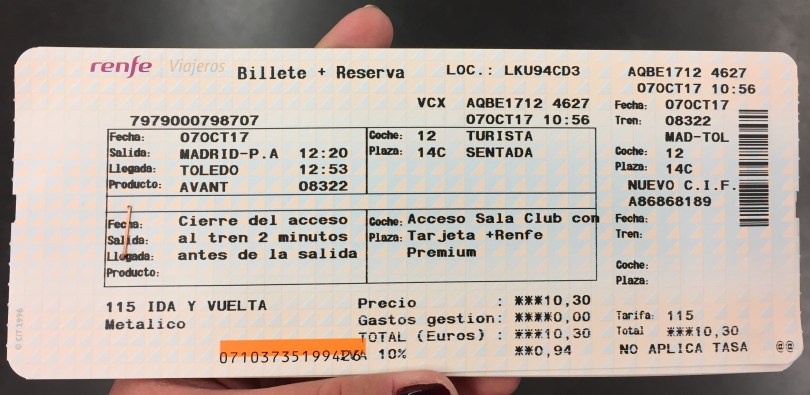 renfe Viajeros Billete + Reserva LOC.: LKU94CD3 AQBE1712 4627
07OCT17 10:56
VCX AQBE1712 4627 Fecha: 07OCT17
7979000798707 07OCT17 10:56 Tren: 08322
Fecha: 07OCT17 Coche: 12 TURISTA MAD-TOL
Salida: MADRID-P.A 12:20 Plaza: 14C SENTADA Coche: 12
Llegada: TOLEDO 12:53 Plaza: 14C
Producto: AVANT 08322 NUEVO C.I.F.
A86868189
Fecha: Cierre del acceso Coche: Acceso Sala Club con Fecha:
Salida: al tren 2 minutos Plaza: Tarjeta +Renfe Tren:
Llegada: antes de la salida Premium
Producto: Coche:
Plaza:
115 IDA Y VUELTA Precio : ***10,30
Metalico Gastos gestion: ****0,00 Tarifa: 115
TOTAL (Euros) : ***10,30 Total ***10,30
10% **0,94 NO APLICA TASA @@